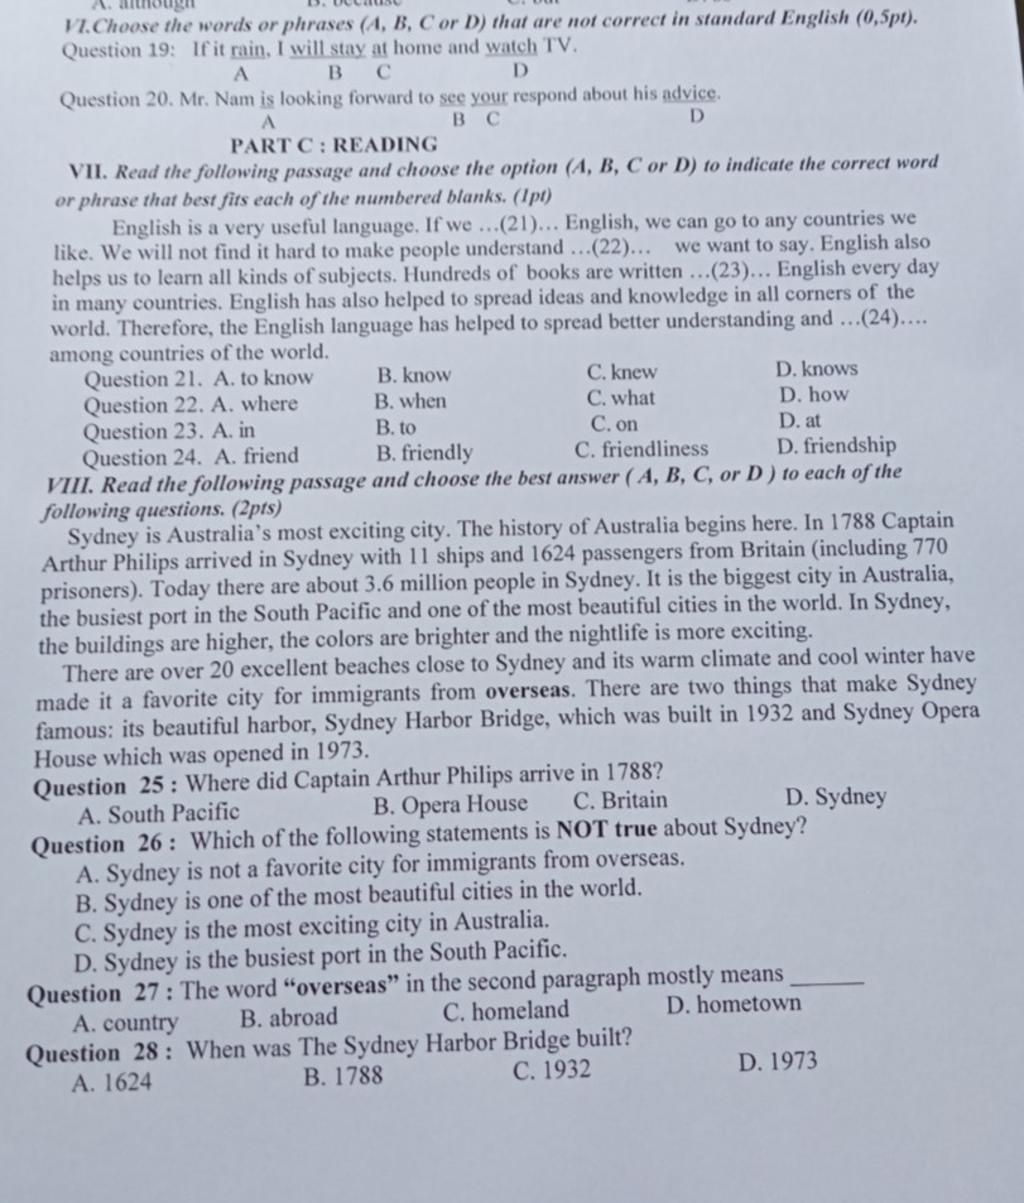 A. although B. because C. but
VI.Choose the words or phrases (A, B, C or D) that are not correct in standard English (0,5pt).
Question 19: If it rain, I will stay at home and watch TV.
A B C D
Question 20. Mr. Nam is looking forward to see your respond about his advice.
A B C D
PART C : READING
VII. Read the following passage and choose the option (A, B, C or D) to indicate the correct word
or phrase that best fits each of the numbered blanks. (1pt)
English is a very useful language. If we …(21)… English, we can go to any countries we
like. We will not find it hard to make people understand …(22)… we want to say. English also
helps us to learn all kinds of subjects. Hundreds of books are written …(23)… English every day
in many countries. English has also helped to spread ideas and knowledge in all corners of the
world. Therefore, the English language has helped to spread better understanding and …(24)….
among countries of the world.
Question 21. A. to know B. know C. knew D. knows
Question 22. A. where B. when C. what D. how
Question 23. A. in B. to C. on D. at
Question 24. A. friend B. friendly C. friendliness D. friendship
VIII. Read the following passage and choose the best answer ( A, B, C, or D ) to each of the
following questions. (2pts)
Sydney is Australia's most exciting city. The history of Australia begins here. In 1788 Captain
Arthur Philips arrived in Sydney with 11 ships and 1624 passengers from Britain (including 770
prisoners). Today there are about 3.6 million people in Sydney. It is the biggest city in Australia,
the busiest port in the South Pacific and one of the most beautiful cities in the world. In Sydney,
the buildings are higher, the colors are brighter and the nightlife is more exciting.
There are over 20 excellent beaches close to Sydney and its warm climate and cool winter have
made it a favorite city for immigrants from overseas. There are two things that make Sydney
famous: its beautiful harbor, Sydney Harbor Bridge, which was built in 1932 and Sydney Opera
House which was opened in 1973.
Question 25 : Where did Captain Arthur Philips arrive in 1788?
A. South Pacific B. Opera House C. Britain D. Sydney
Question 26 : Which of the following statements is NOT true about Sydney?
A. Sydney is not a favorite city for immigrants from overseas.
B. Sydney is one of the most beautiful cities in the world.
C. Sydney is the most exciting city in Australia.
D. Sydney is the busiest port in the South Pacific.
Question 27 : The word “overseas” in the second paragraph mostly means ______
A. country B. abroad C. homeland D. hometown
Question 28 : When was The Sydney Harbor Bridge built?
A. 1624 B. 1788 C. 1932 D. 1973